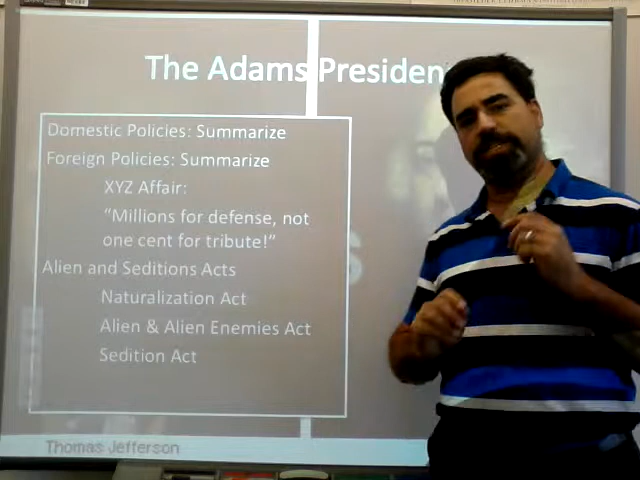 The Adams Presiden
Domestic Policies: Summarize
Foreign Policies: Summarize
XYZ Affair:
“Millions for defense, not
one cent for tribute!”
Alien and Seditions Acts
Naturalization Act
Alien & Alien Enemies Act
Sedition Act
Thomas Jefferson